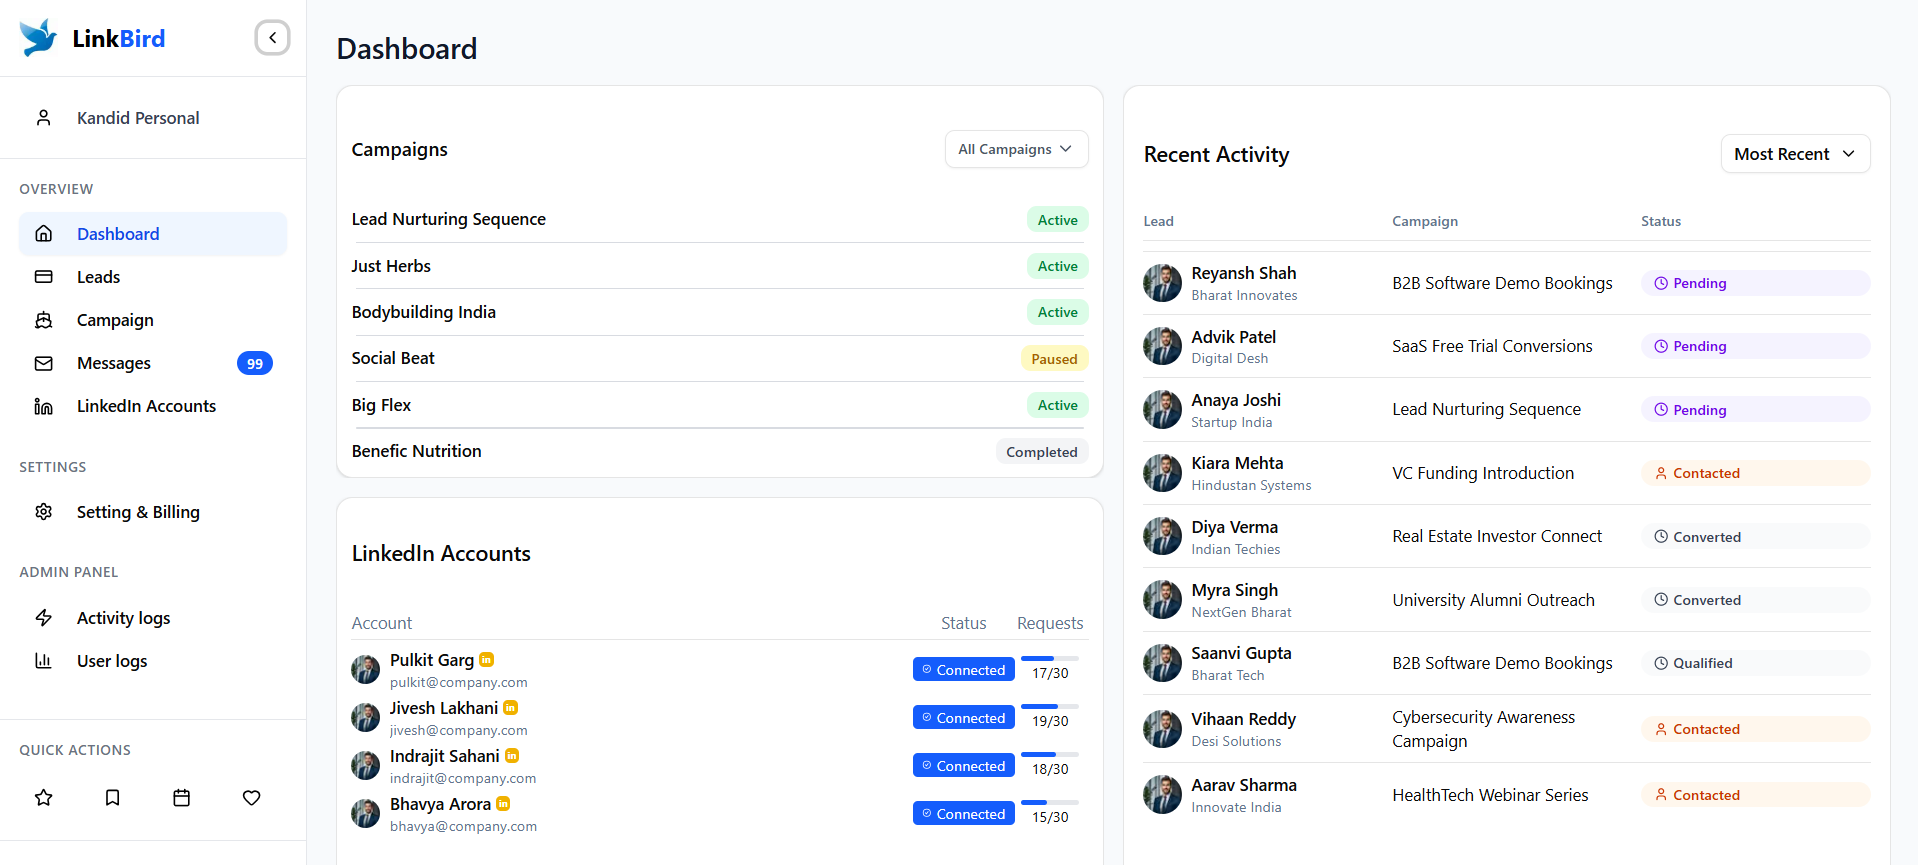 LinkBird
Kandid Personal
OVERVIEW
Dashboard
Leads
Campaign
Messages 99
LinkedIn Accounts
SETTINGS
Setting & Billing
ADMIN PANEL
Activity logs
User logs
QUICK ACTIONS
Dashboard
Campaigns All Campaigns
Lead Nurturing Sequence Active
Just Herbs Active
Bodybuilding India Active
Social Beat Paused
Big Flex Active
Benefic Nutrition Completed
LinkedIn Accounts
Account Status Requests
Pulkit Garg in
pulkit@company.com
Connected 17/30
Jivesh Lakhani in
jivesh@company.com
Connected 19/30
Indrajit Sahani in
indrajit@company.com
Connected 18/30
Bhavya Arora in
bhavya@company.com
Connected 15/30
Recent Activity Most Recent
Lead Campaign Status
Reyansh Shah
Bharat Innovates
B2B Software Demo Bookings Pending
Advik Patel
Digital Desh
SaaS Free Trial Conversions Pending
Anaya Joshi
Startup India
Lead Nurturing Sequence Pending
Kiara Mehta
Hindustan Systems
VC Funding Introduction Contacted
Diya Verma
Indian Techies
Real Estate Investor Connect Converted
Myra Singh
NextGen Bharat
University Alumni Outreach Converted
Saanvi Gupta
Bharat Tech
B2B Software Demo Bookings Qualified
Vihaan Reddy
Desi Solutions
Cybersecurity Awareness
Campaign
Contacted
Aarav Sharma
Innovate India
HealthTech Webinar Series Contacted